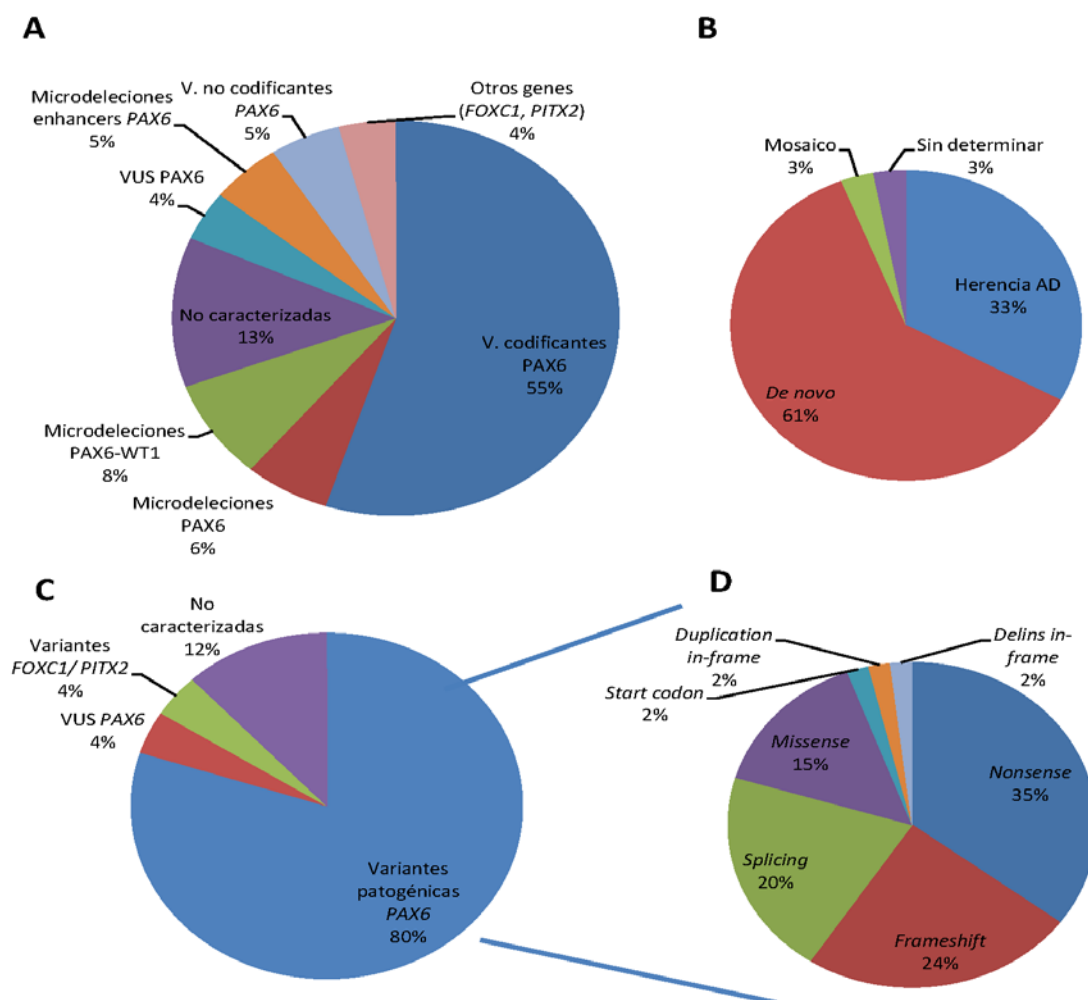 A
V. no codificantes
PAX6
5%
Otros genes
(FOXC1, PITX2)
4%
Microdeleciones
enhancers PAX6
5%
VUS PAX6
4%
No caracterizadas
13%
V. codificantes
PAX6
55%
Microdeleciones
PAX6-WT1
8%
Microdeleciones
PAX6
6%
B
Mosaico
3%
Sin determinar
3%
Herencia AD
33%
De novo
61%
C
No
caracterizadas
12%
Variantes
FOXC1/ PITX2
4%
VUS PAX6
4%
Variantes
patogénicas
PAX6
80%
D
Duplication
in-frame
2%
Delins in-
frame
2%
Start codon
2%
Missense
15%
Nonsense
35%
Splicing
20%
Frameshift
24%